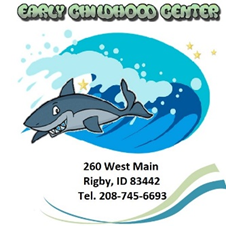 EARLY CHILDHOOD CENTER
260 West Main
Rigby, ID 83442
Tel. 208-745-6693